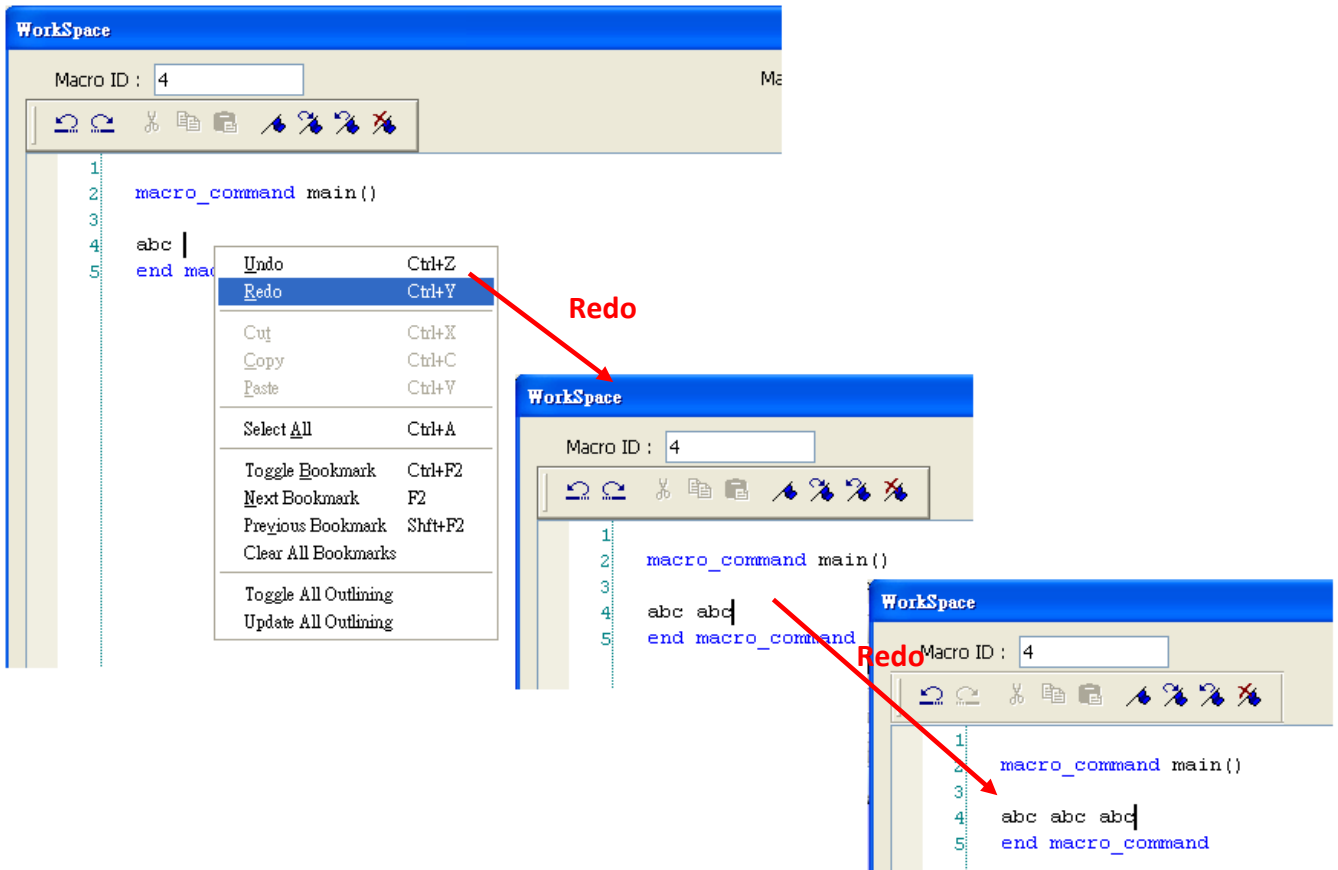 WorkSpace
Macro ID : 4
Ma
1
2 macro_command main()
3
4 abc
5 end mac
Undo Ctrl+Z
Redo Ctrl+Y
Cut Ctrl+X
Copy Ctrl+C
Paste Ctrl+V
Select All Ctrl+A
Toggle Bookmark Ctrl+F2
Next Bookmark F2
Previous Bookmark Shft+F2
Clear All Bookmarks
Toggle All Outlining
Update All Outlining
Redo
WorkSpace
Macro ID : 4
1
2 macro_command main()
3
4 abc abc
5 end macro_command
Redo
WorkSpace
Macro ID : 4
1
2 macro_command main()
3
4 abc abc abc
5 end macro_command